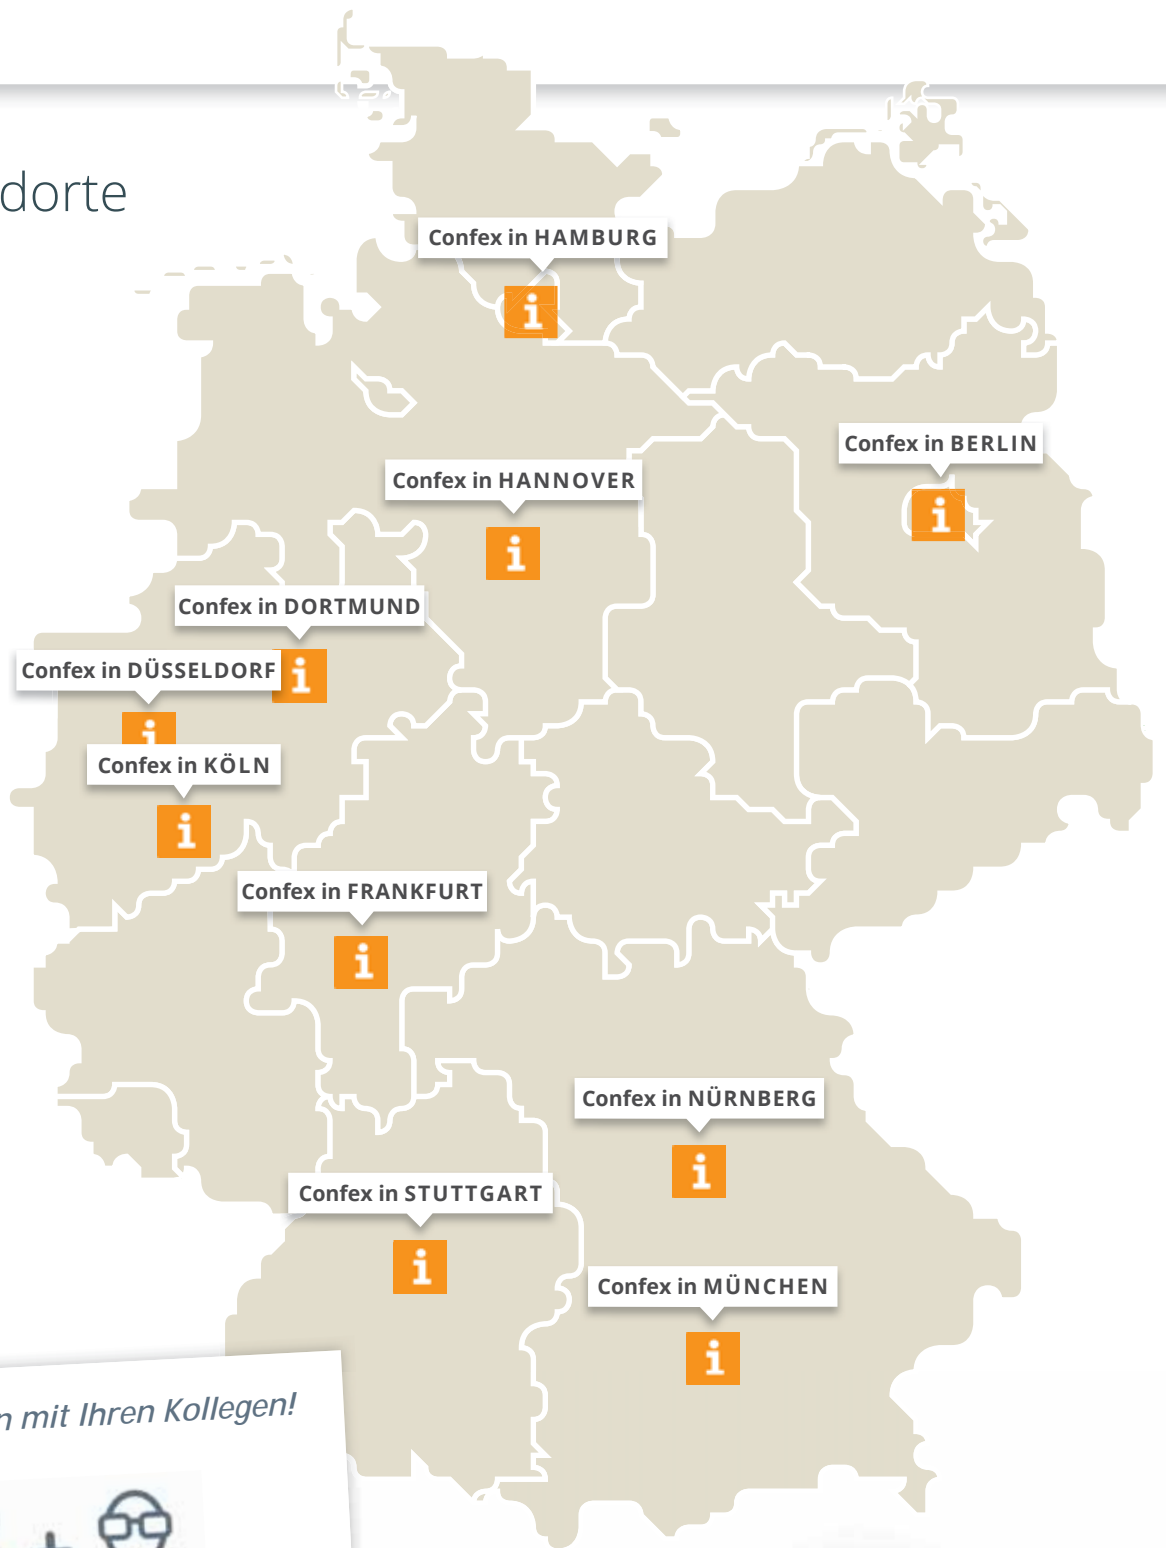 dorte
Confex in HAMBURG
Confex in BERLIN
Confex in HANNOVER
Confex in DORTMUND
Confex in DÜSSELDORF
Confex in KÖLN
Confex in FRANKFURT
Confex in NÜRNBERG
Confex in STUTTGART
Confex in MÜNCHEN
n mit Ihren Kollegen!